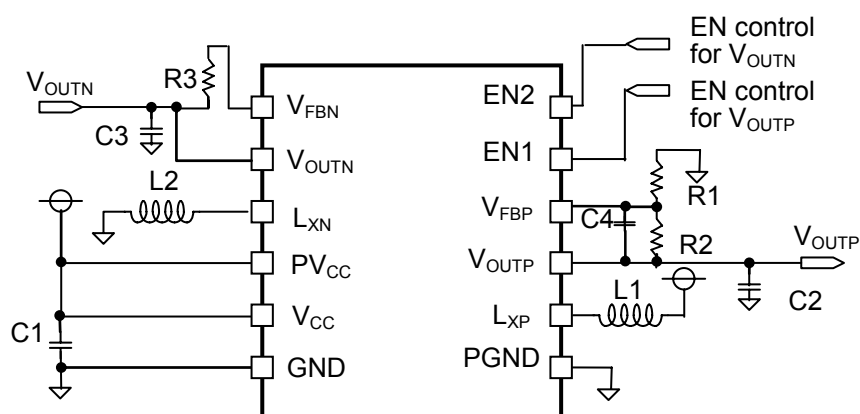 EN control
for VOUTN
EN control
for VOUTP
VOUTN
R3
C3
VFBN
VOUTN
L2
LXN
PVCC
VCC
C1
GND
EN2
EN1
R1
VFBP
C4
R2
VOUTP
VOUTP
L1
C2
LXP
PGND